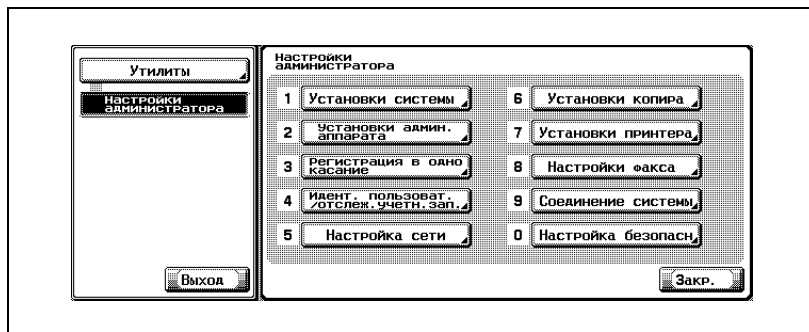 Утилиты
Настройки
администратора
Выход
Настройки
администратора
1 Установки системы
2 Установки админ.
аппарата
3 Регистрация в одно
касание
4 Идент. пользоват.
/отслеж.учетн.зап.
5 Настройка сети
6 Установки копира
7 Установки принтера
8 Настройки факса
9 Соединение системы
0 Настройка безопасн
Закр.